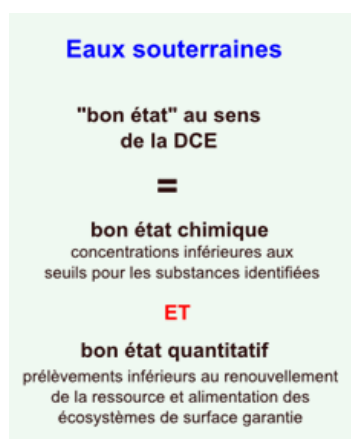 Eaux souterraines
"bon état" au sens
de la DCE
=
bon état chimique
concentrations inférieures aux
seuils pour les substances identifiées
ET
bon état quantitatif
prélèvements inférieurs au renouvellement
de la ressource et alimentation des
écosystèmes de surface garantie